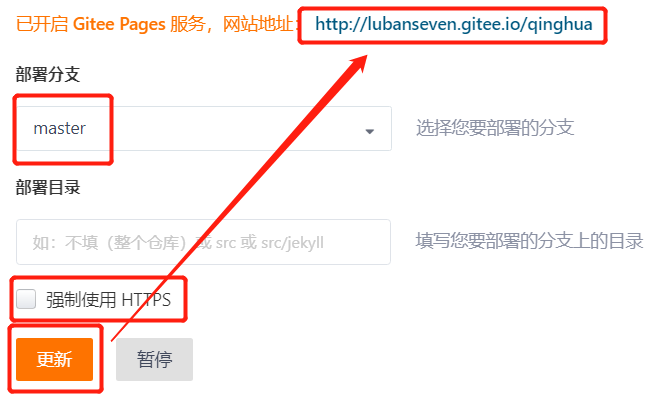 已开启 Gitee Pages 服务，网站地址： http://lubanseven.gitee.io/qinghua
部署分支
master 选择您要部署的分支
部署目录
如：不填（整个仓库）或 src 或 src/jekyll 填写您要部署的分支上的目录
强制使用 HTTPS
更新 暂停